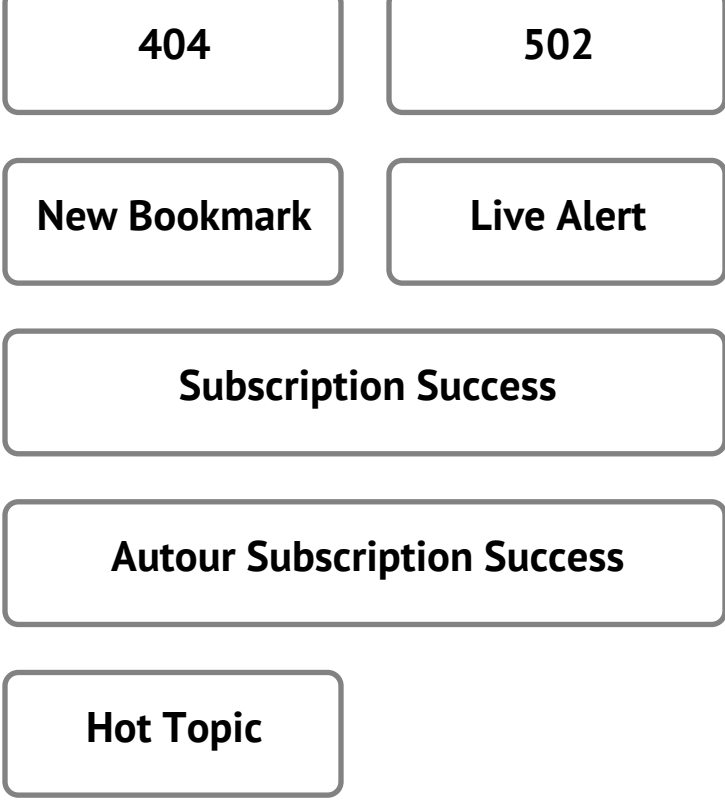 404
502
New Bookmark
Live Alert
Subscription Success
Autour Subscription Success
Hot Topic